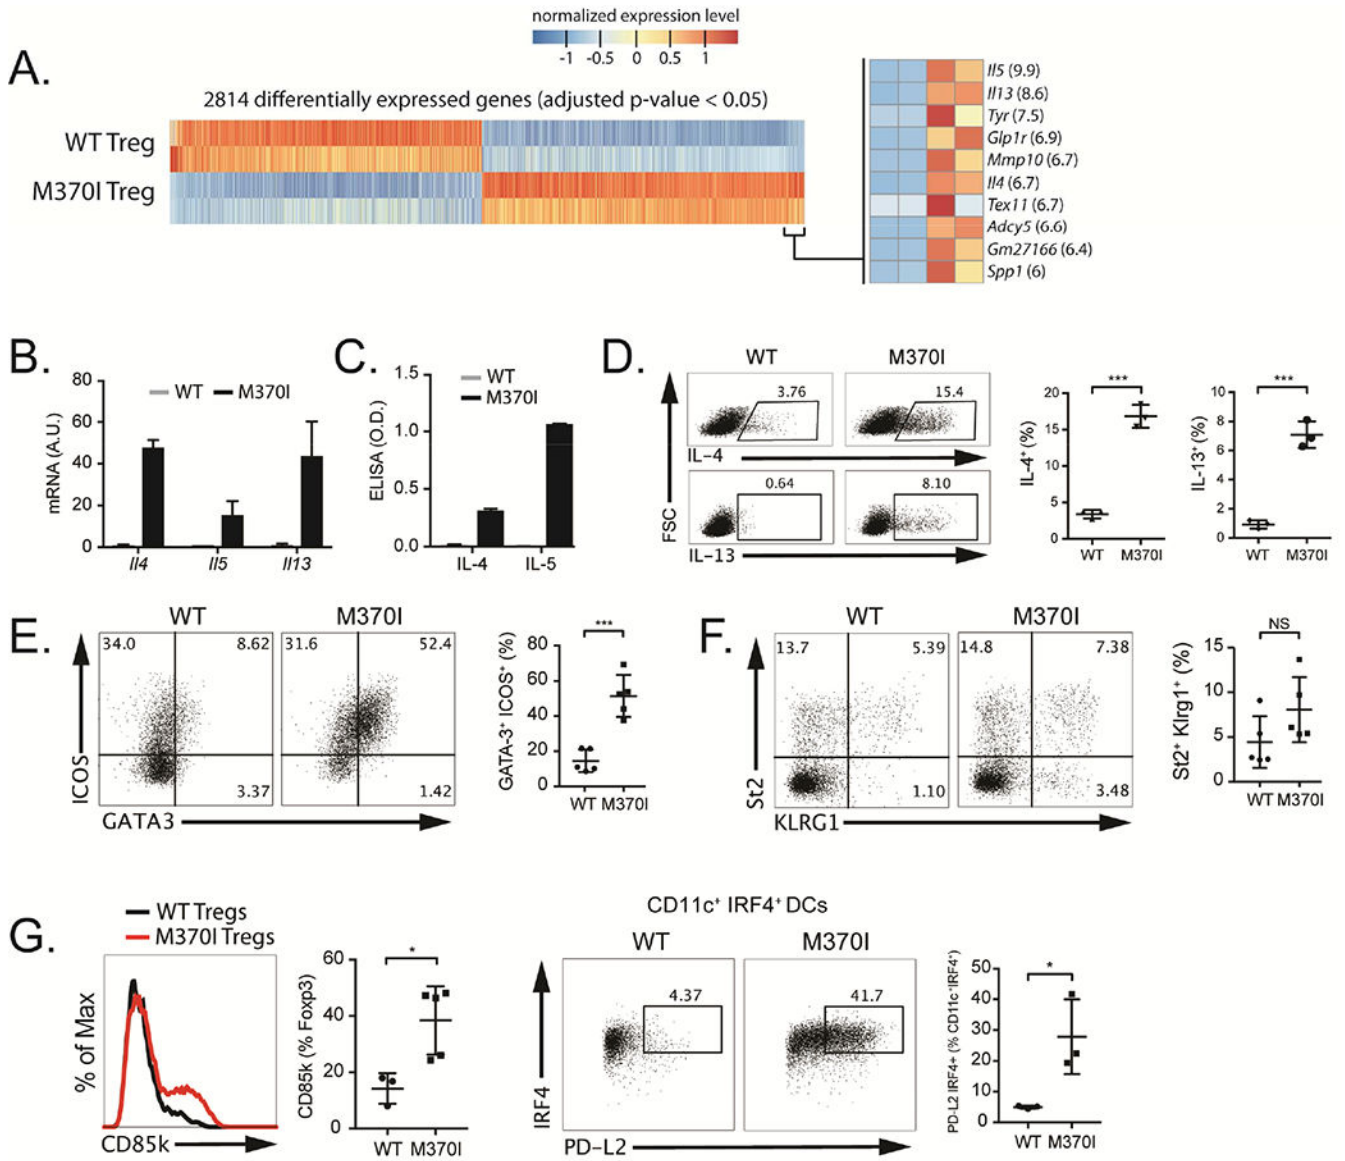 normalized expression level
-1 -0.5 0 0.5 1
A.
2814 differentially expressed genes (adjusted p-value < 0.05)
WT Treg
M370I Treg
Il5 (9.9)
Il13 (8.6)
Tyr (7.5)
Glp1r (6.9)
Mmp10 (6.7)
Il4 (6.7)
Tex11 (6.7)
Adcy5 (6.6)
Gm27166 (6.4)
Spp1 (6)
B.
WT M370I
mRNA (A.U.)
80
60
40
20
0
Il4 Il5 Il13
C.
WT
M370I
ELISA (O.D.)
1.5
1.0
0.5
0.0
IL-4 IL-5
D.
WT M370I
3.76 15.4
IL–4
0.64 8.10
IL–13
FSC
***
IL-4⁺ (%)
20
15
10
5
0
WT M370I
***
IL-13⁺ (%)
10
8
6
4
2
0
WT M370I
E.
WT M370I
34.0 8.62 31.6 52.4
3.37 1.42
ICOS
GATA3
***
GATA-3⁺ ICOS⁺ (%)
80
60
40
20
0
WT M370I
F.
WT M370I
13.7 5.39 14.8 7.38
1.10 3.48
St2
KLRG1
NS
St2⁺ Klrg1⁺ (%)
15
10
5
0
WT M370I
G.
WT Tregs
M370I Tregs
% of Max
CD85k
*
CD85k (% Foxp3)
60
40
20
0
WT M370I
CD11c⁺ IRF4⁺ DCs
WT M370I
4.37 41.7
IRF4
PD–L2
*
PD-L2 IRF4+ (% CD11c⁺IRF4⁺)
50
40
30
20
10
0
WT M370I